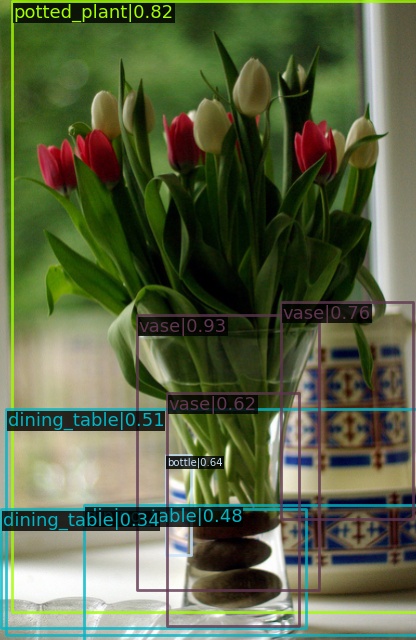 potted_plant|0.82
vase|0.76
vase|0.93
vase|0.62
dining_table|0.51
bottle|0.64
dining_table|0.34
able|0.48